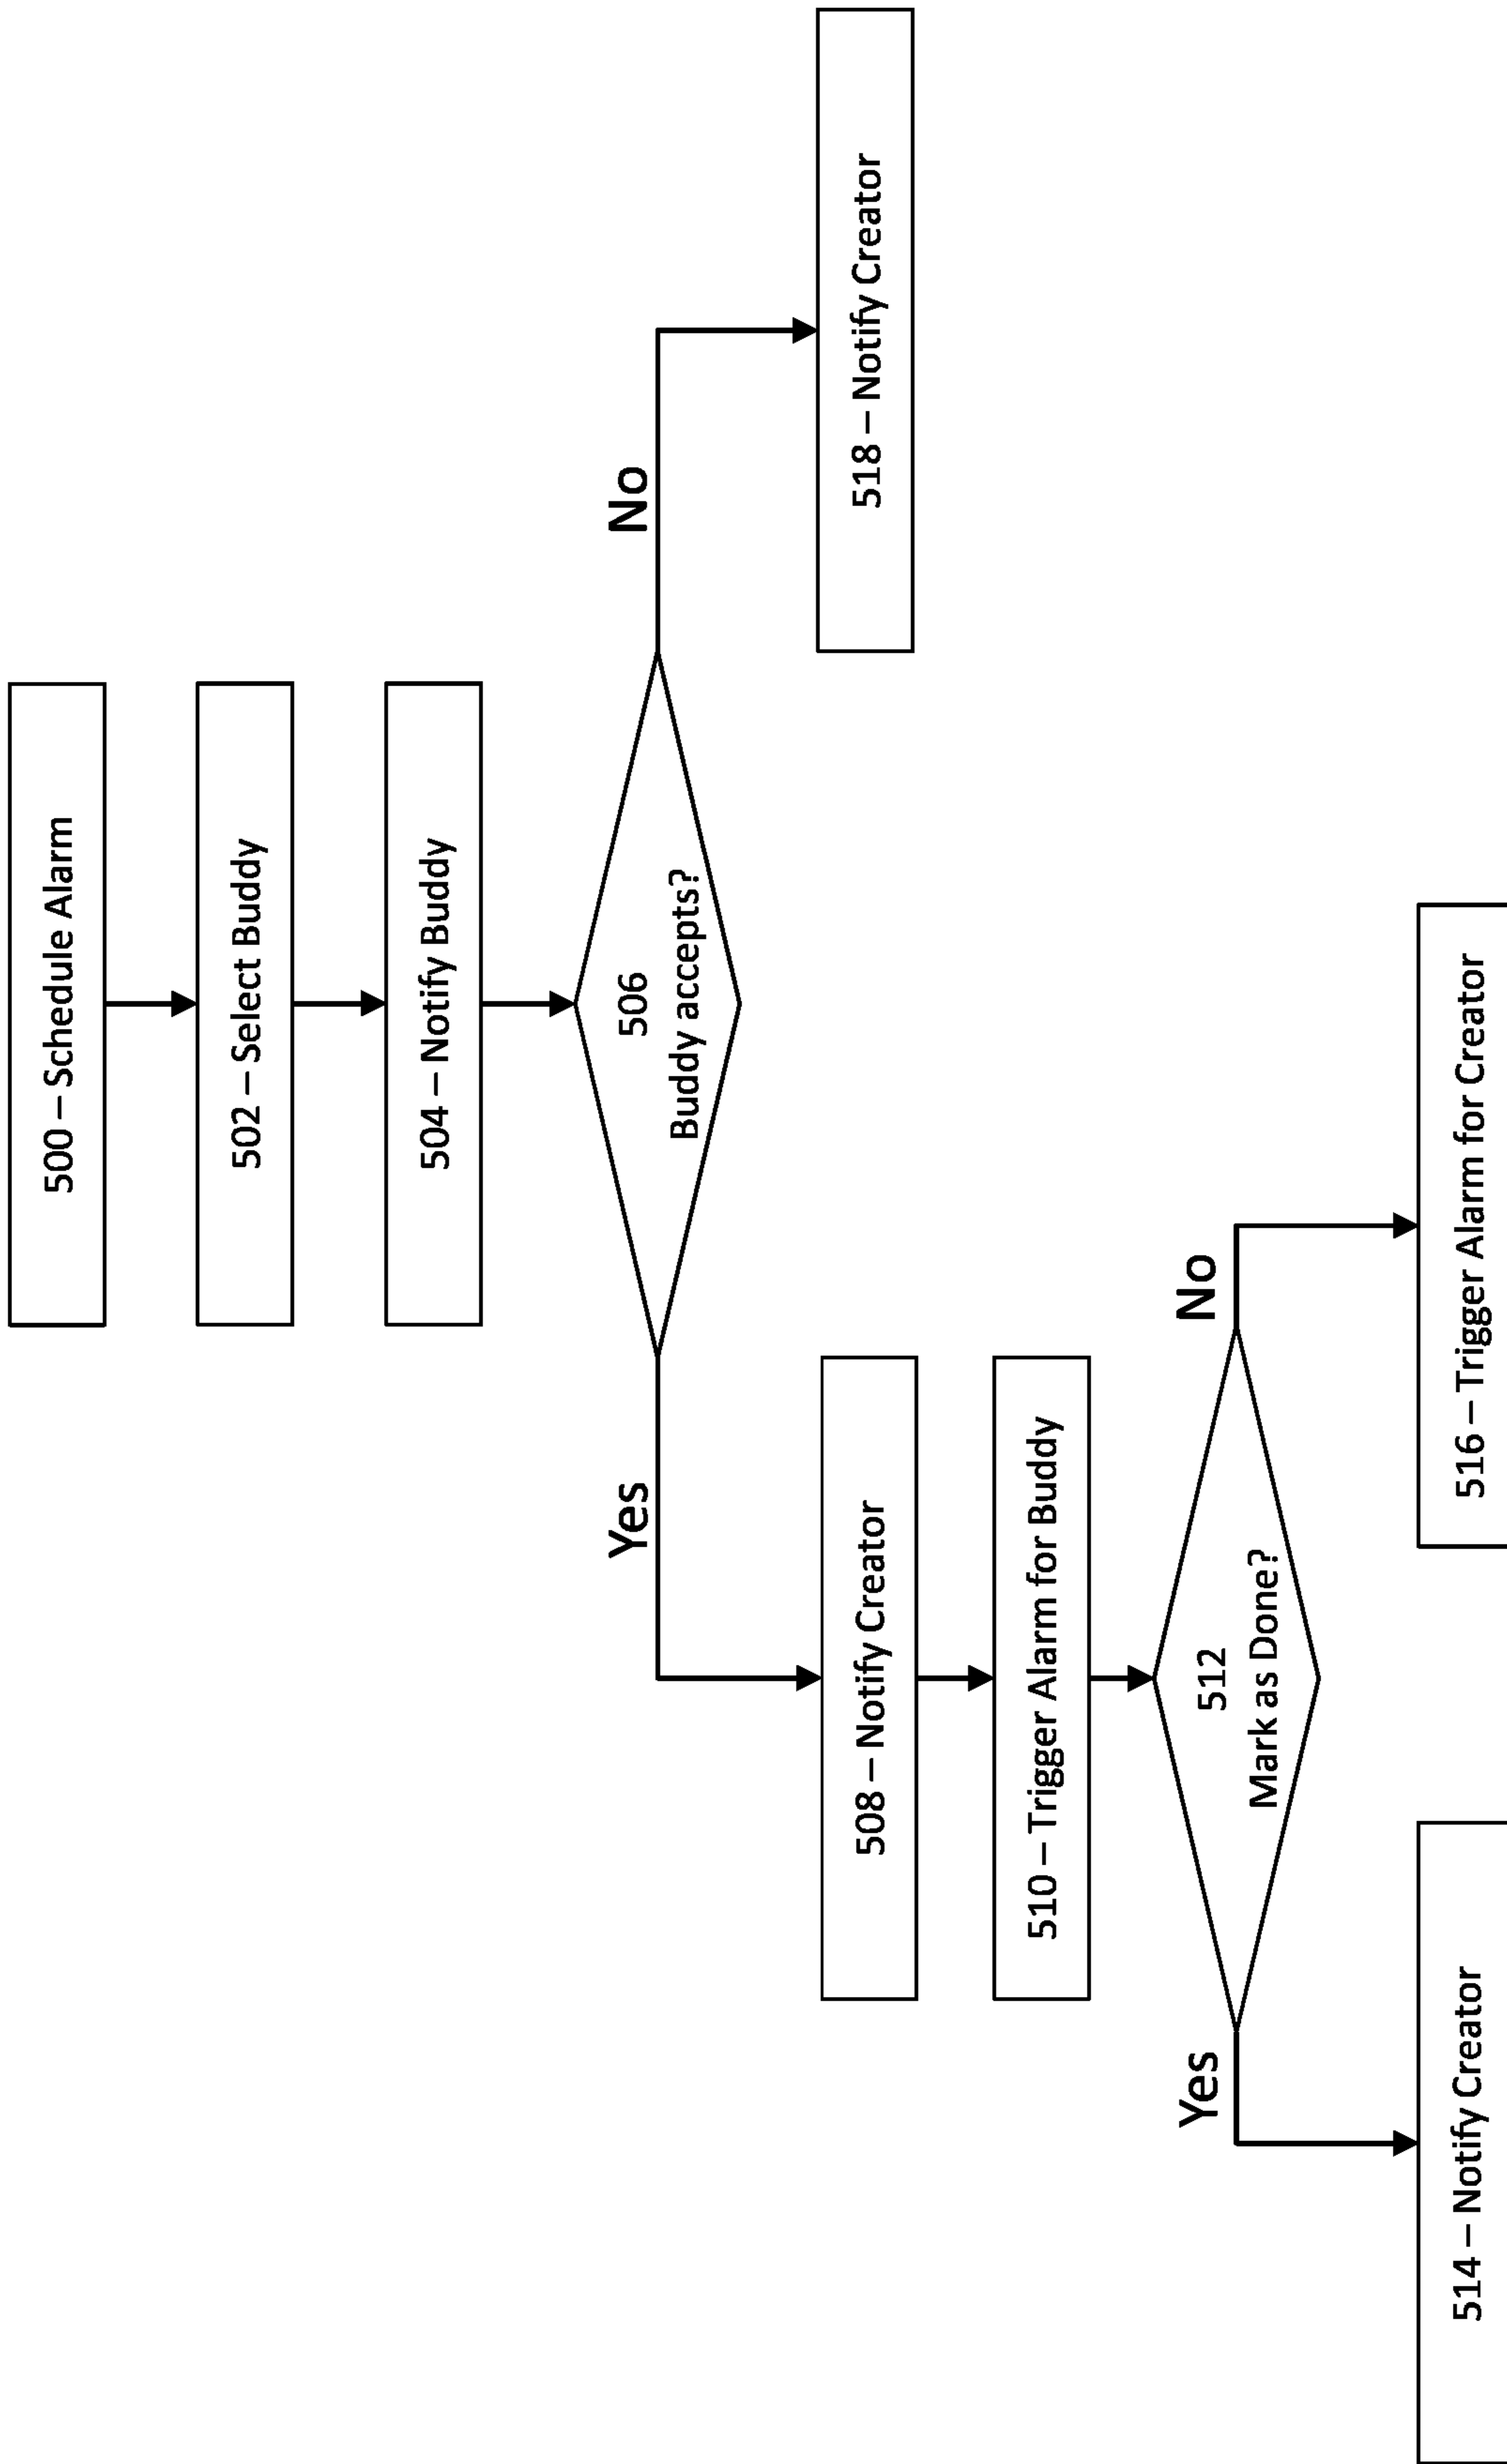 500 – Schedule Alarm
502 – Select Buddy
504 – Notify Buddy
506
Buddy accepts?
Yes
No
508 – Notify Creator
518 – Notify Creator
510 – Trigger Alarm for Buddy
512
Mark as Done?
Yes
No
514 – Notify Creator
516 – Trigger Alarm for Creator